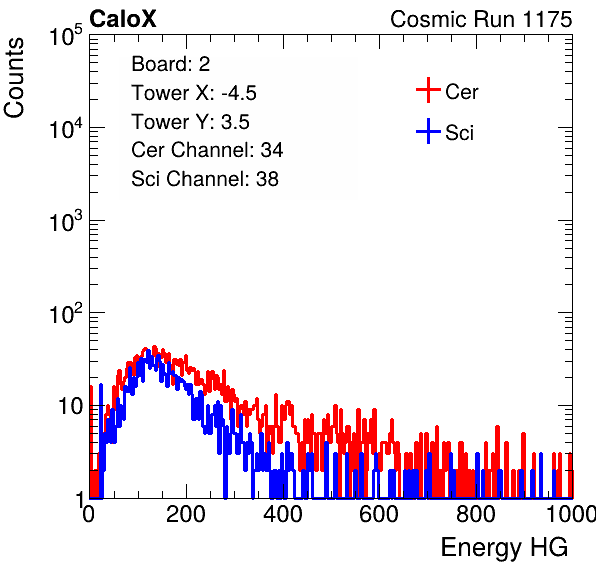 CaloX Cosmic Run 1175
Counts
Board: 2
Tower X: -4.5
Tower Y: 3.5
Cer Channel: 34
Sci Channel: 38
Cer
Sci
10^5
10^4
10^3
10^2
10
1
0 200 400 600 800 1000
Energy HG